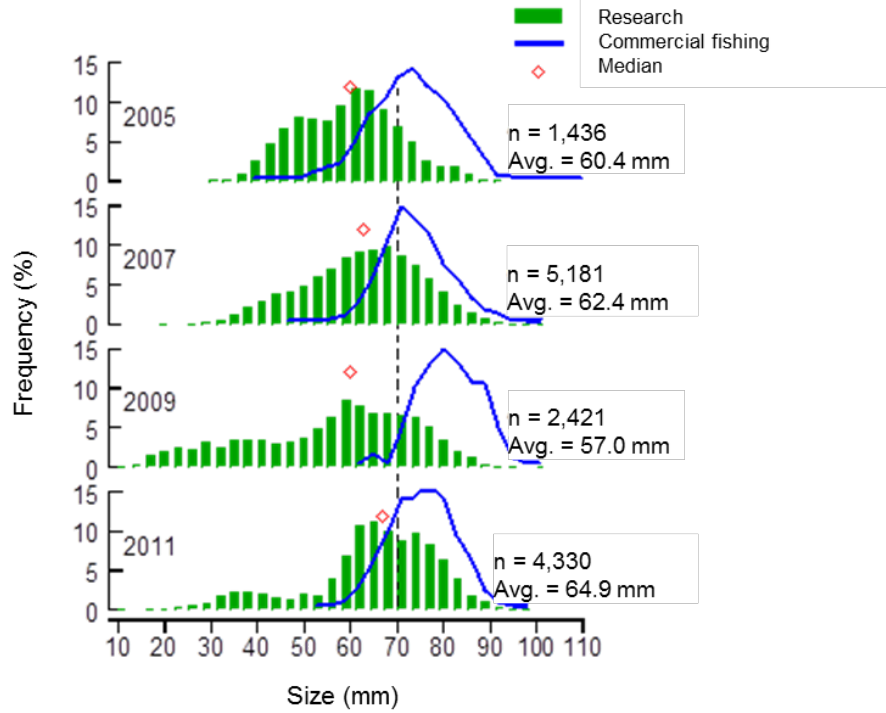 Research
Commercial fishing
Median
15
10
5
0
2005
n = 1,436
Avg. = 60.4 mm
15
10
5
0
2007
n = 5,181
Avg. = 62.4 mm
15
10
5
0
2009
n = 2,421
Avg. = 57.0 mm
15
10
5
0
2011
n = 4,330
Avg. = 64.9 mm
Frequency (%)
10 20 30 40 50 60 70 80 90 100 110
Size (mm)